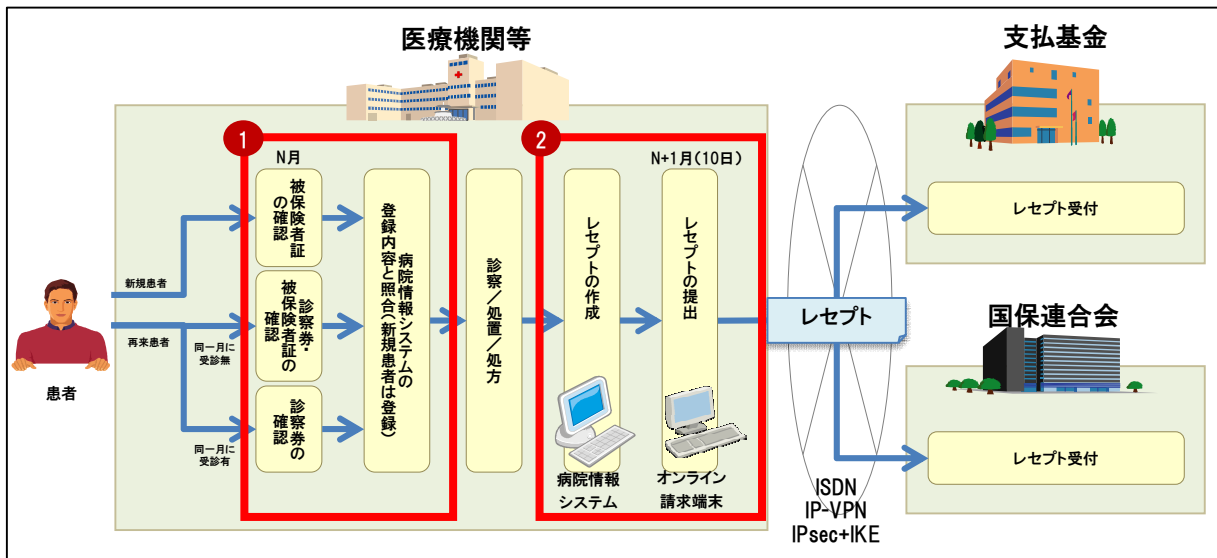 医療機関等
支払基金
1
2
N月
N+1月(10日)
被保険者証
の確認
診察券・
被保険者証の
確認
診察券の
確認
病院情報システムの
登録内容と照合(新規患者は登録)
診察/処置/処方
レセプトの作成
レセプトの提出
新規患者
再来患者
同一月に
受診無
同一月に
受診有
患者
病院情報
システム
オンライン
請求端末
レセプト
ISDN
IP-VPN
IPsec+IKE
レセプト受付
国保連合会
レセプト受付